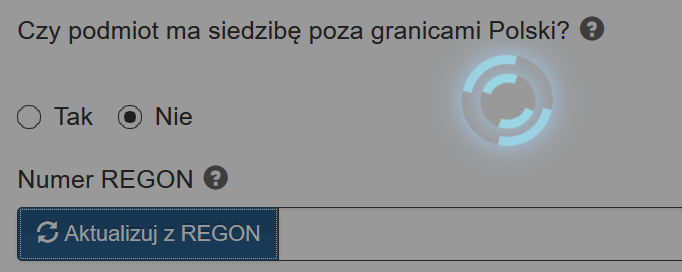 Czy podmiot ma siedzibę poza granicami Polski? ?
Tak Nie
Numer REGON ?
Aktualizuj z REGON